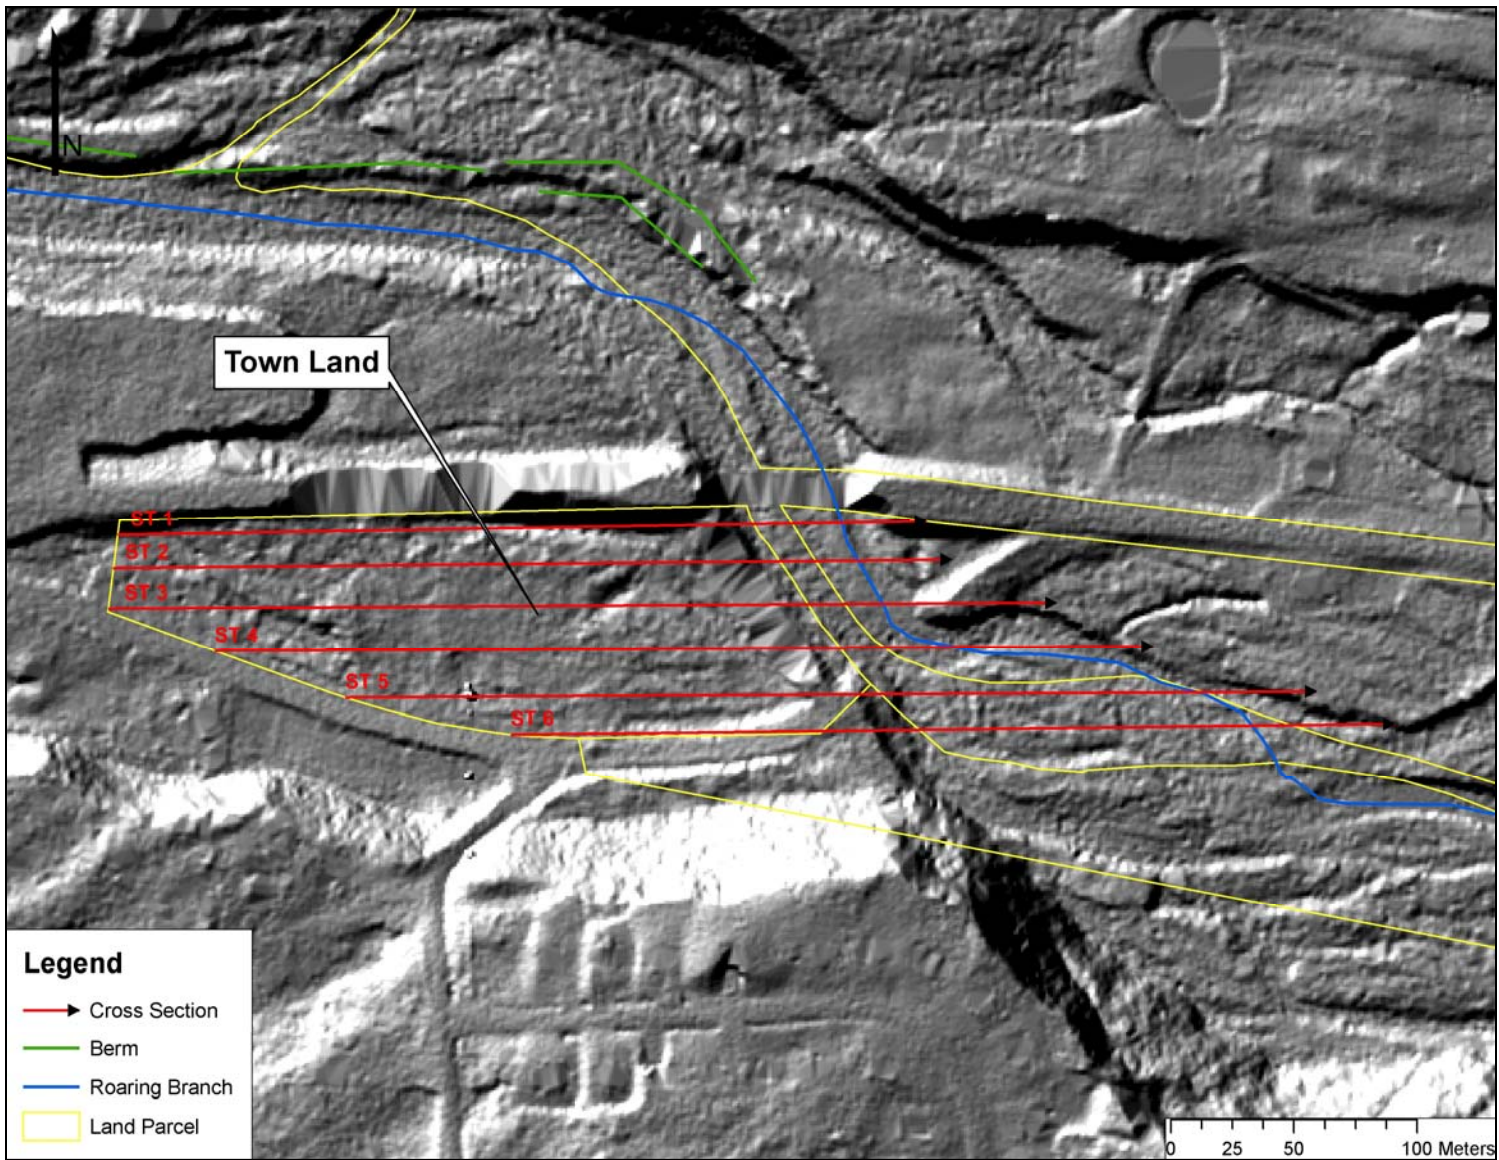 N
Town Land
ST 1
ST 2
ST 3
ST 4
ST 5
ST 6
Legend
Cross Section
Berm
Roaring Branch
Land Parcel
0 25 50 100 Meters